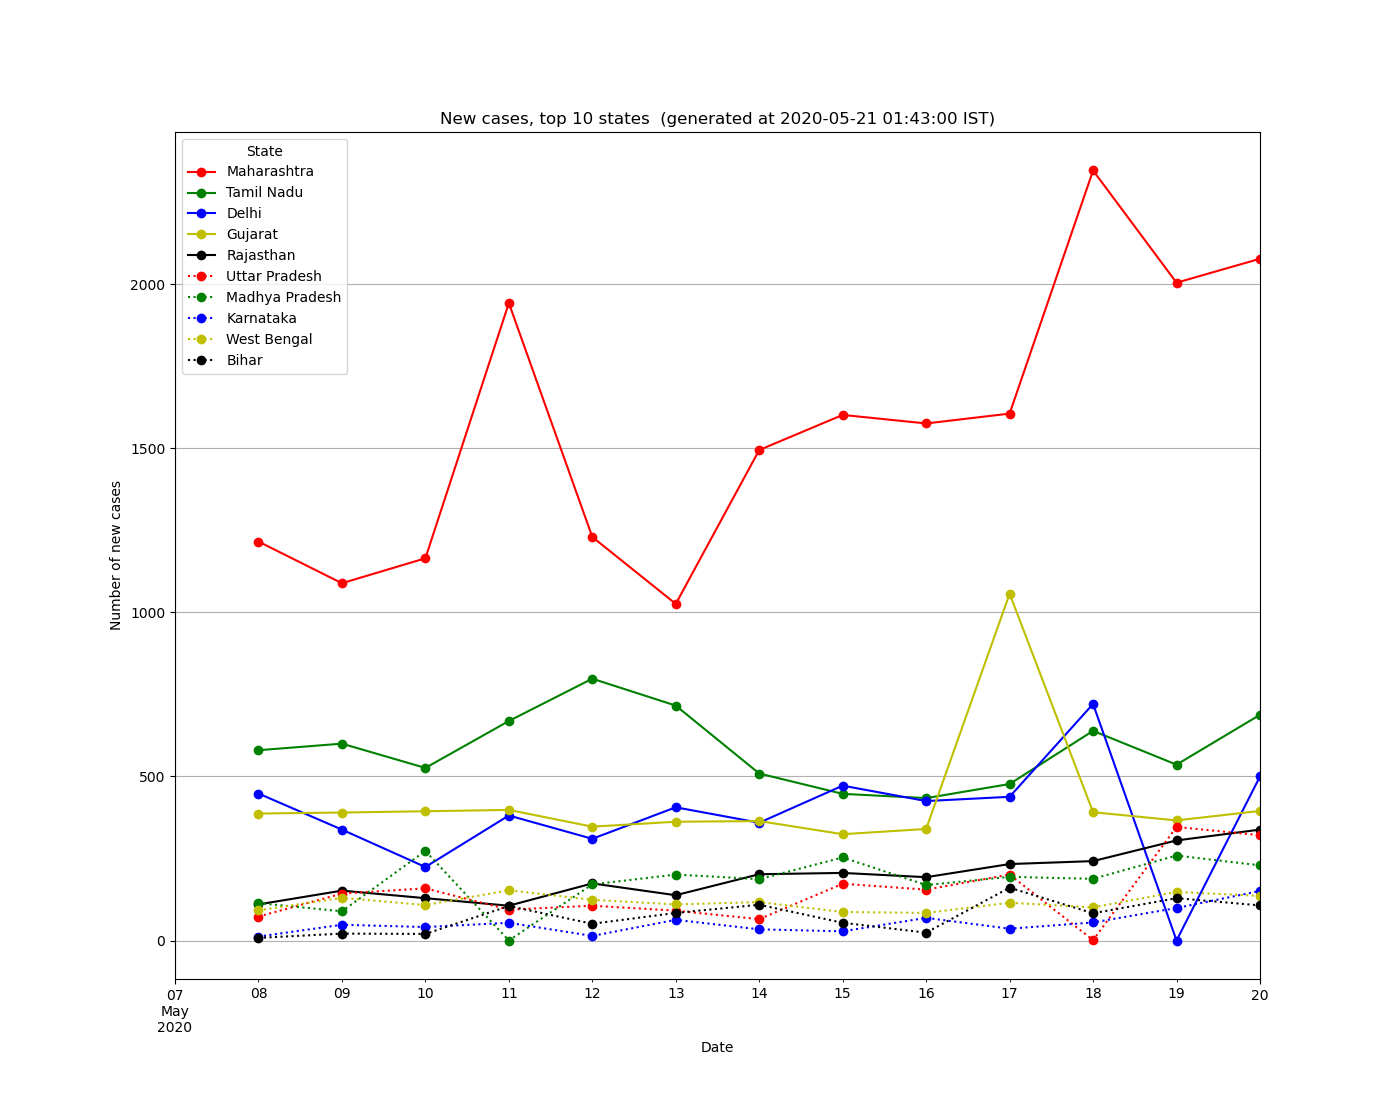 New cases, top 10 states  (generated at 2020-05-21 01:43:00 IST)
State
Maharashtra
Tamil Nadu
Delhi
Gujarat
Rajasthan
Uttar Pradesh
Madhya Pradesh
Karnataka
West Bengal
Bihar
2000
1500
1000
500
0
Number of new cases
07 08 09 10 11 12 13 14 15 16 17 18 19 20
May
2020
Date